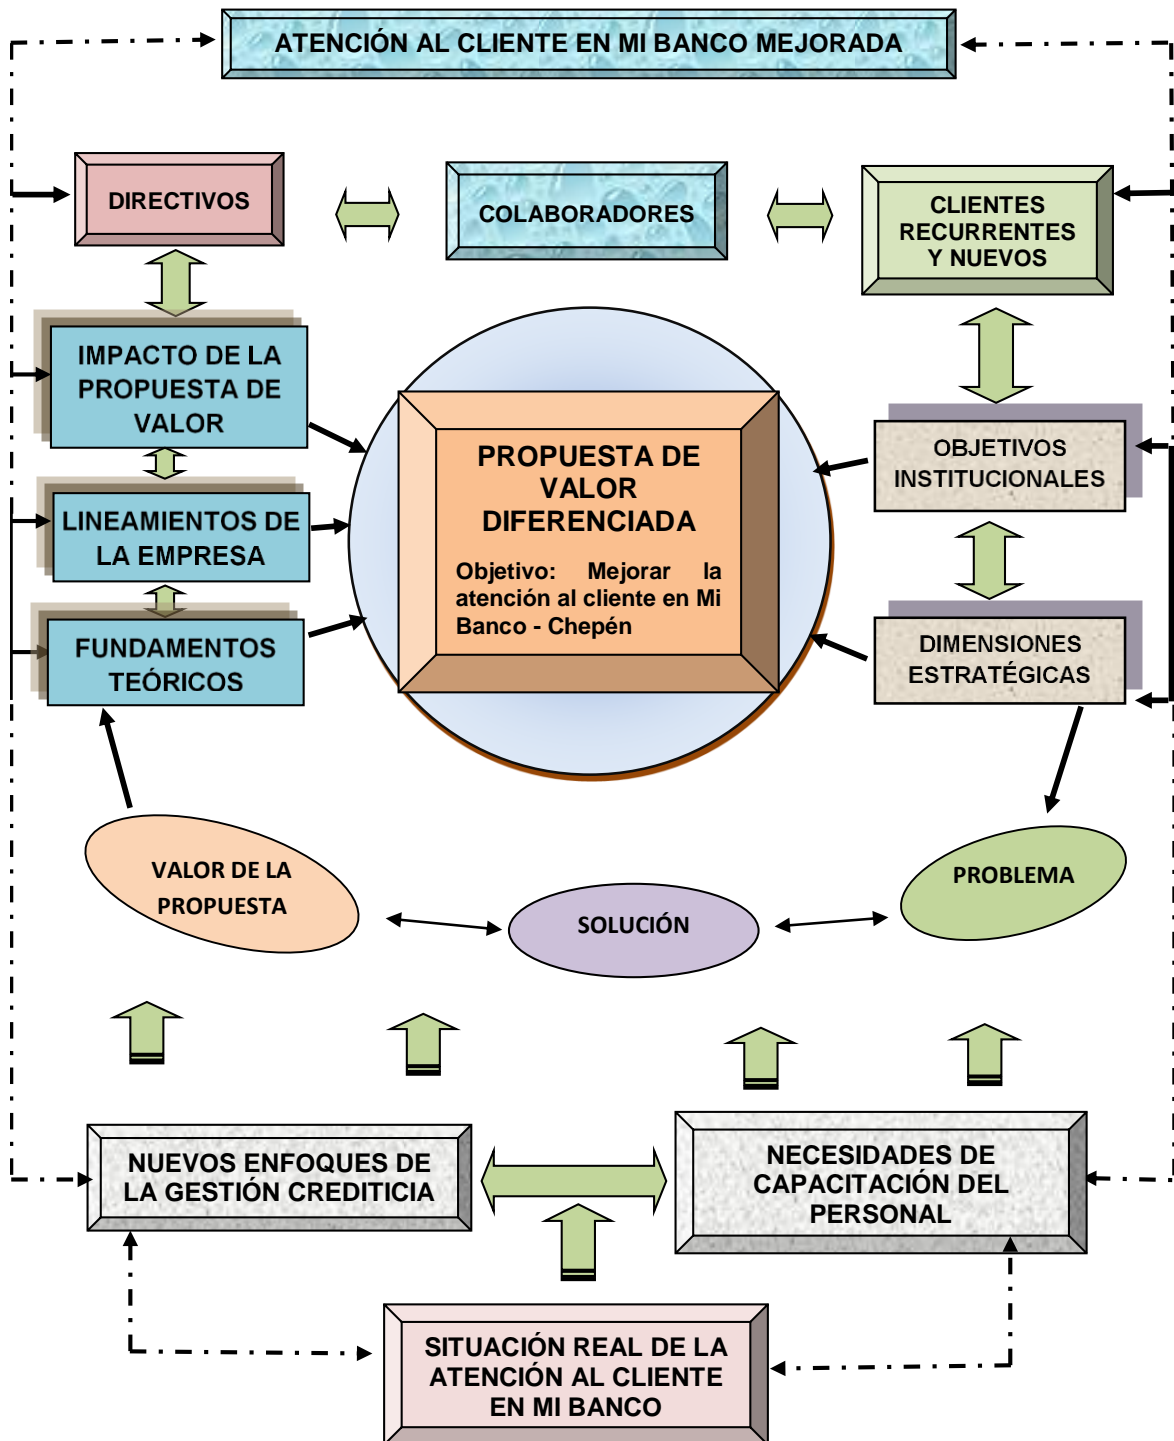 ATENCIÓN AL CLIENTE EN MI BANCO MEJORADA
DIRECTIVOS
COLABORADORES
CLIENTES
RECURRENTES
Y NUEVOS
IMPACTO DE LA
PROPUESTA DE
VALOR
LINEAMIENTOS DE
LA EMPRESA
FUNDAMENTOS
TEÓRICOS
PROPUESTA DE
VALOR
DIFERENCIADA
Objetivo: Mejorar la
atención al cliente en Mi
Banco - Chepén
OBJETIVOS
INSTITUCIONALES
DIMENSIONES
ESTRATÉGICAS
VALOR DE LA
PROPUESTA
SOLUCIÓN
PROBLEMA
NUEVOS ENFOQUES DE
LA GESTIÓN CREDITICIA
NECESIDADES DE
CAPACITACIÓN DEL
PERSONAL
SITUACIÓN REAL DE LA
ATENCIÓN AL CLIENTE
EN MI BANCO